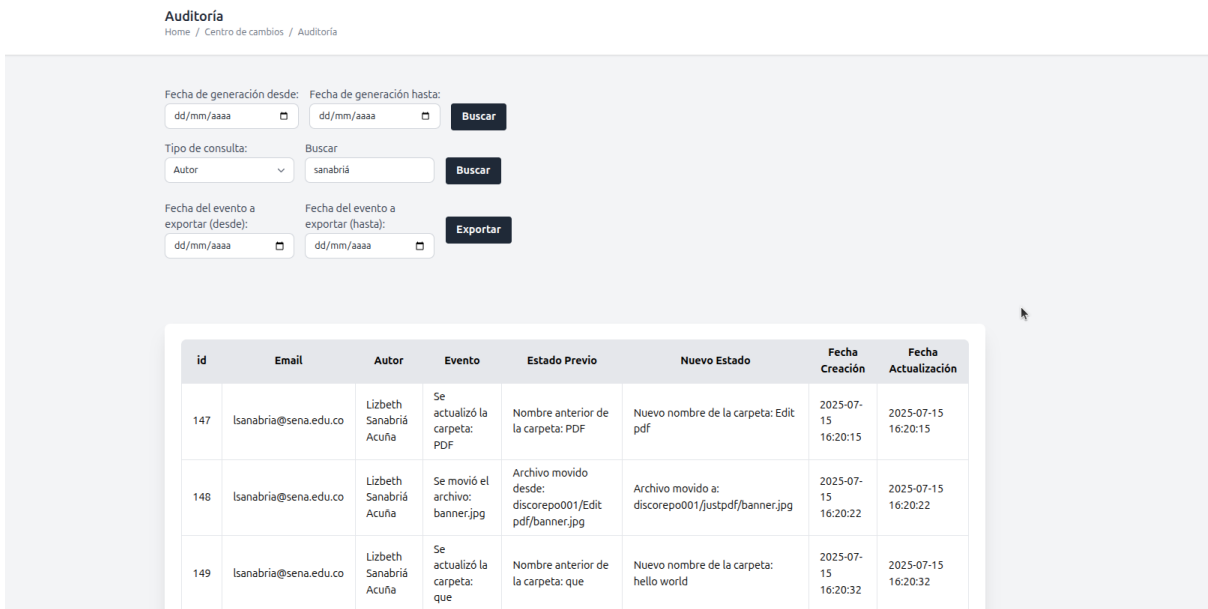 Auditoría
Home / Centro de cambios / Auditoría
Fecha de generación desde: Fecha de generación hasta:
dd/mm/aaaa dd/mm/aaaa Buscar
Tipo de consulta: Buscar
Autor sanabriá Buscar
Fecha del evento a exportar (desde):
Fecha del evento a exportar (hasta):
dd/mm/aaaa dd/mm/aaaa Exportar
id Email Autor Evento Estado Previo Nuevo Estado Fecha Creación Fecha Actualización
147 lsanabria@sena.edu.co Lizbeth Sanabriá Acuña Se actualizó la carpeta: PDF Nombre anterior de la carpeta: PDF Nuevo nombre de la carpeta: Edit pdf 2025-07-15 16:20:15 2025-07-15 16:20:15
148 lsanabria@sena.edu.co Lizbeth Sanabriá Acuña Se movió el archivo: banner.jpg Archivo movido desde: discorepo001/Edit pdf/banner.jpg Archivo movido a: discorepo001/justpdf/banner.jpg 2025-07-15 16:20:22 2025-07-15 16:20:22
149 lsanabria@sena.edu.co Lizbeth Sanabriá Acuña Se actualizó la carpeta: que Nombre anterior de la carpeta: que Nuevo nombre de la carpeta: hello world 2025-07-15 16:20:32 2025-07-15 16:20:32